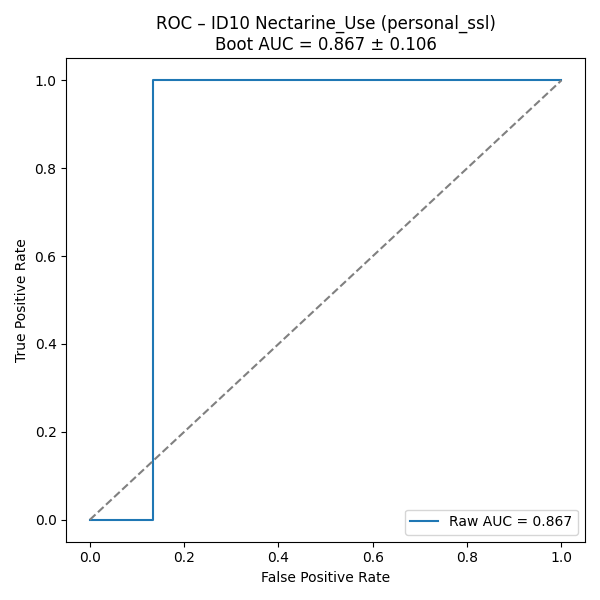 ROC – ID10 Nectarine_Use (personal_ssl)
Boot AUC = 0.867 ± 0.106
True Positive Rate
1.0
0.8
0.6
0.4
0.2
0.0
Raw AUC = 0.867
0.0 0.2 0.4 0.6 0.8 1.0
False Positive Rate